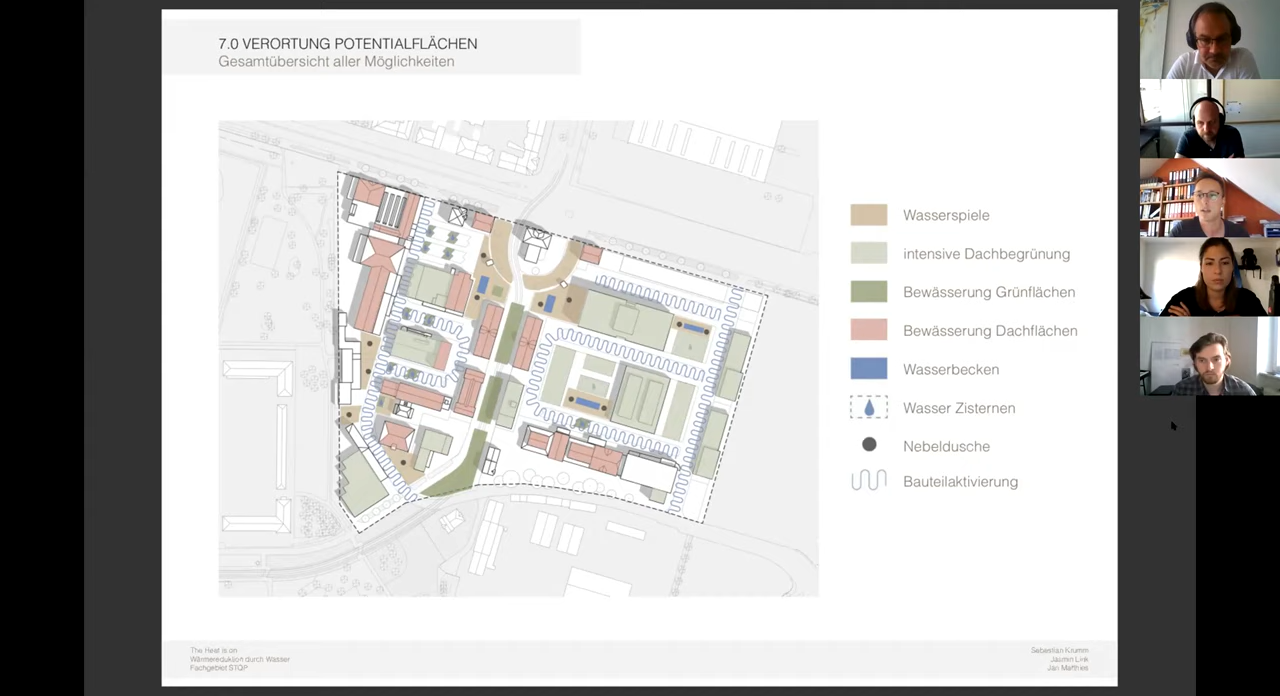 7.0 VERORTUNG POTENTIALFLÄCHEN
Gesamtübersicht aller Möglichkeiten
Wasserspiele
intensive Dachbegrünung
Bewässerung Grünflächen
Bewässerung Dachflächen
Wasserbecken
Wasser Zisternen
Nebeldusche
Bauteilaktivierung
The Heat is on
Wärmereduktion durch Wasser
Fachgebiet STQP
Sebastian Krumm
Jasmin Link
Jan Matthies